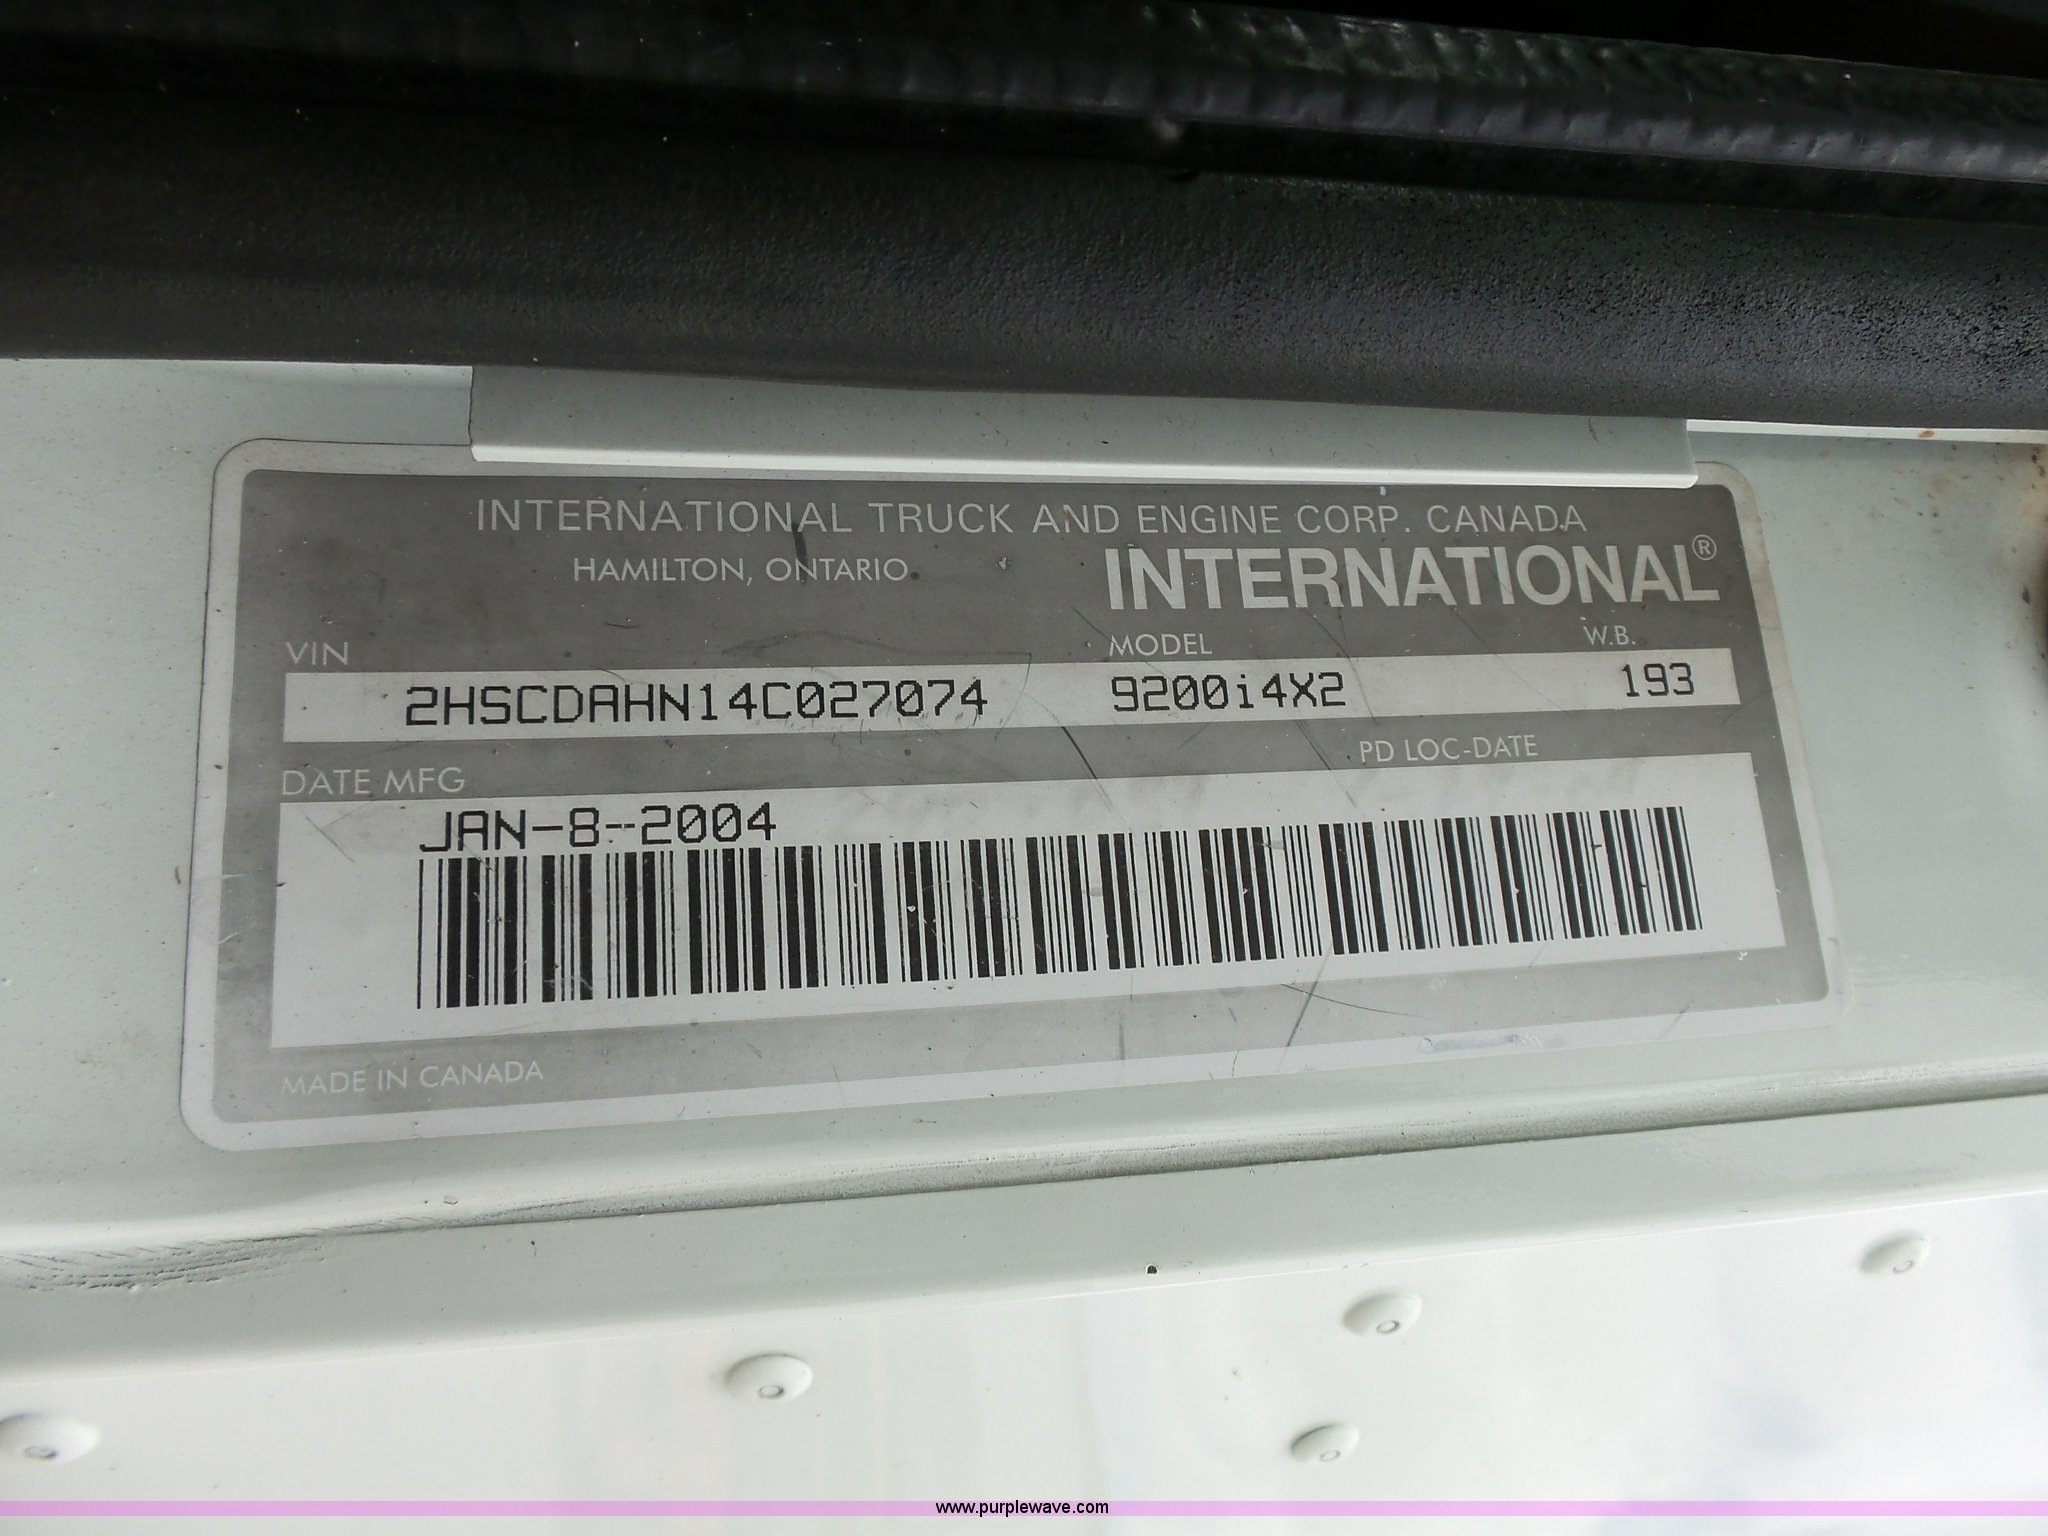 INTERNATIONAL TRUCK AND ENGINE CORP. CANADA
HAMILTON, ONTARIO
INTERNATIONAL®
VIN MODEL W.B.
2HSCDAHN14C027074 9200i4X2 193
DATE MFG PD LOC-DATE
JAN-8-2004
MADE IN CANADA
www.purplewave.com